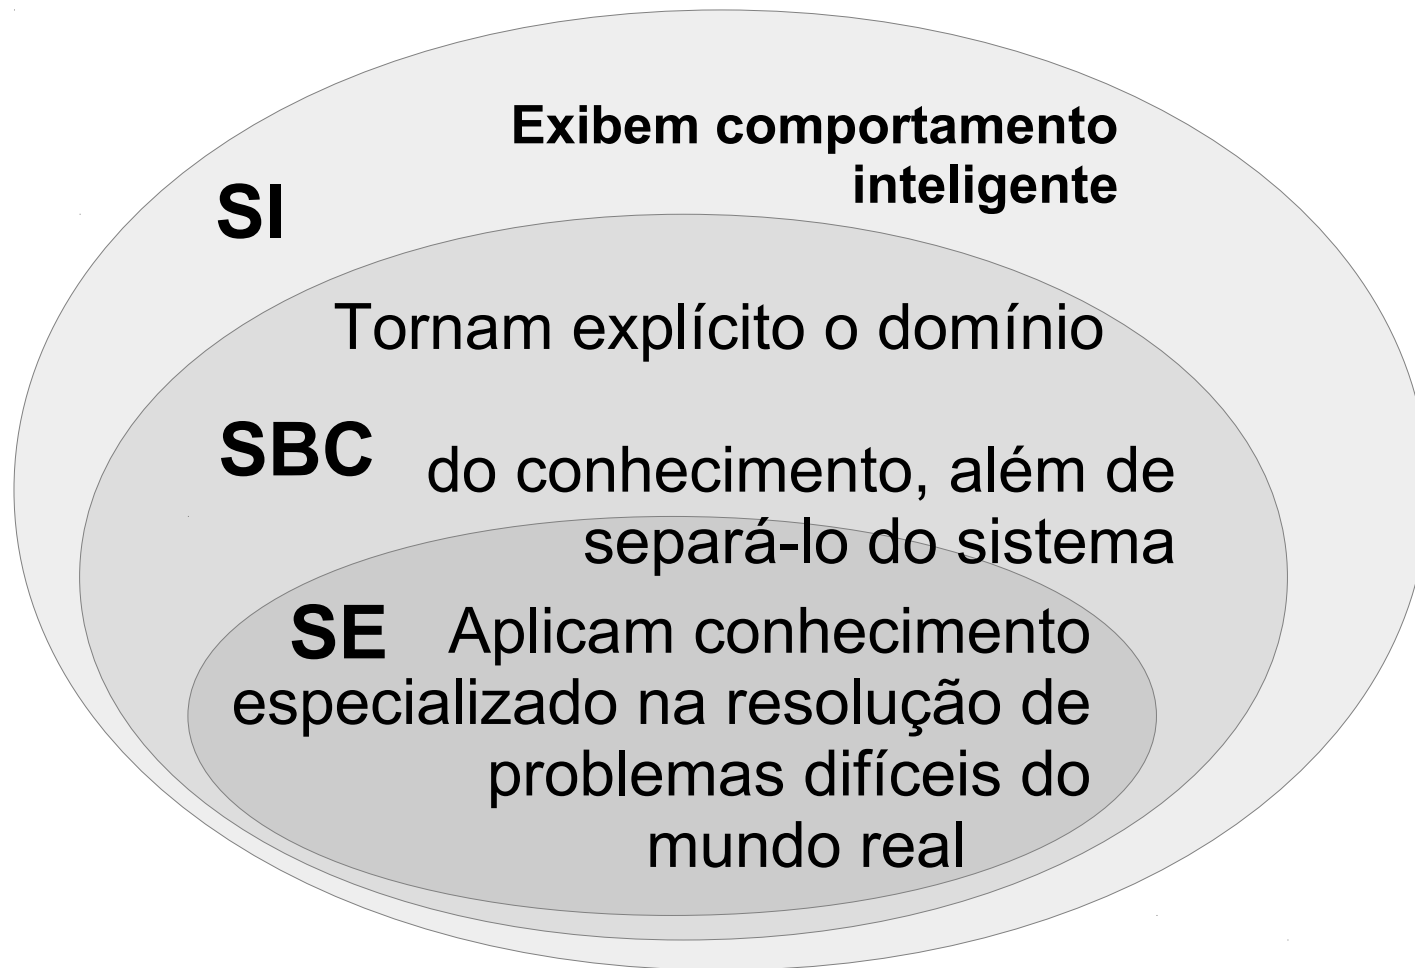 Exibem comportamento
inteligente
SI
Tornam explícito o domínio
SBC
do conhecimento, além de
separá-lo do sistema
SE Aplicam conhecimento
especializado na resolução de
problemas difíceis do
mundo real